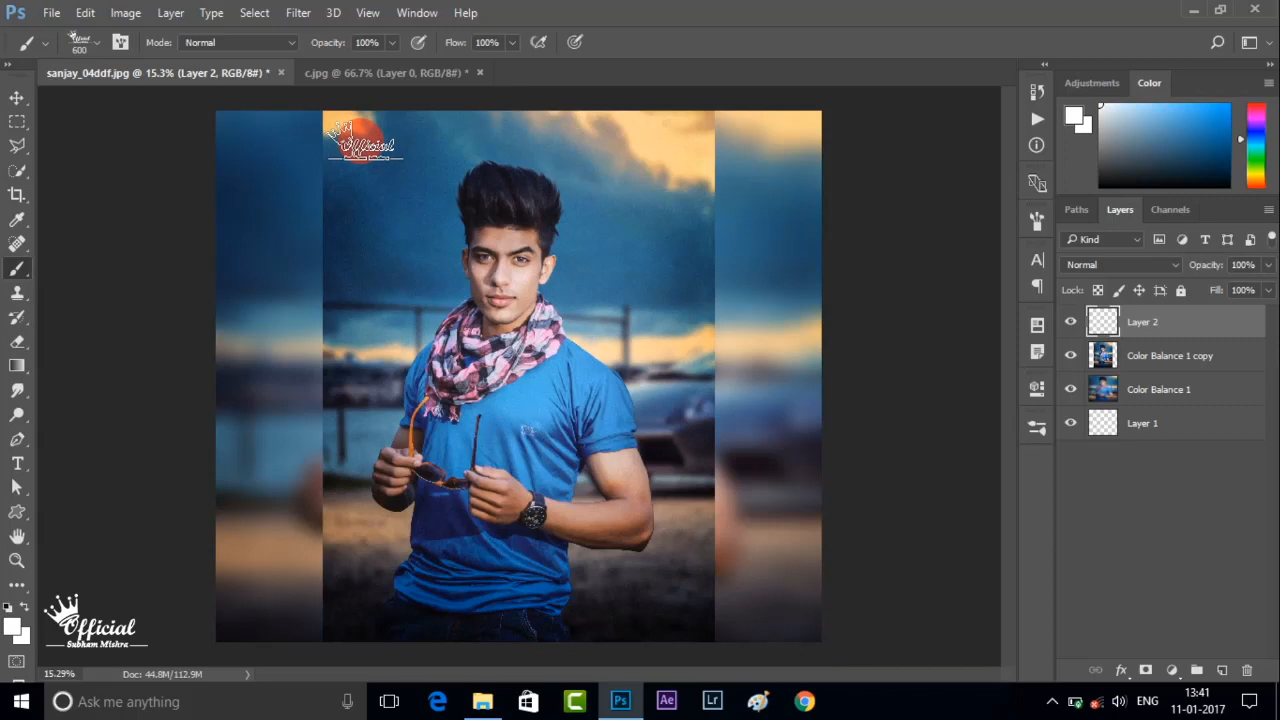 Ps File Edit Image Layer Type Select Filter 3D View Window Help
600 Mode: Normal Opacity: 100% Flow: 100%
sanjay_04ddf.jpg @ 15.3% (Layer 2, RGB/8#) * × c.jpg @ 66.7% (Layer 0, RGB/8#) * ×
Adjustments Color
Official
Paths Layers Channels
Kind
Normal Opacity: 100%
Lock: Fill: 100%
Layer 2
Color Balance 1 copy
Color Balance 1
Layer 1
Official
Subham Mishra
15.29% Doc: 44.8M/112.9M
Ask me anything
Ps Ae Lr
ENG 13:41
11-01-2017